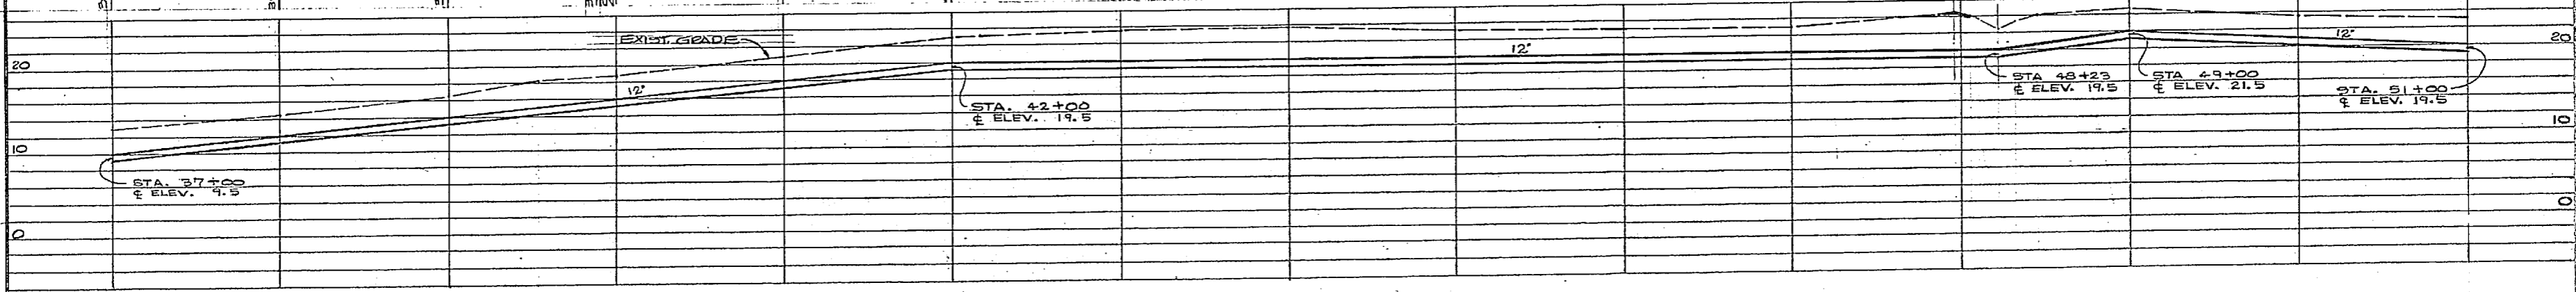 EXIST. GRADE
20
12"
12"
12"
20
STA. 42+00
℄ ELEV. 19.5
STA 48+23
℄ ELEV. 19.5
STA 49+00
℄ ELEV. 21.5
STA. 51+00
℄ ELEV. 19.5
10
10
STA. 37+00
℄ ELEV. 9.5
0
0